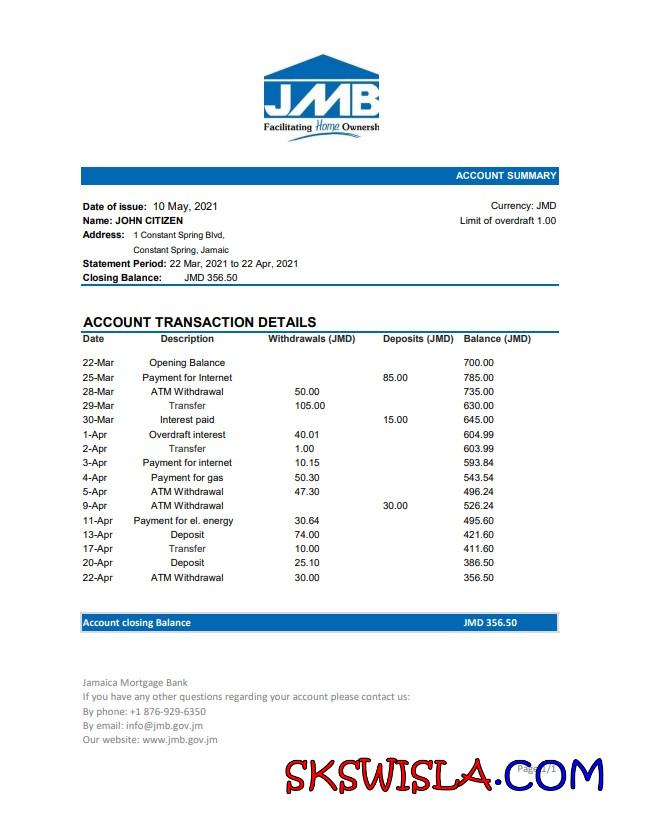 JMB
Facilitating Home Ownersh
ACCOUNT SUMMARY
Date of issue: 10 May, 2021 Currency: JMD
Name: JOHN CITIZEN Limit of overdraft 1.00
Address: 1 Constant Spring Blvd,
Constant Spring, Jamaic
Statement Period: 22 Mar, 2021 to 22 Apr, 2021
Closing Balance: JMD 356.50
ACCOUNT TRANSACTION DETAILS
Date Description Withdrawals (JMD) Deposits (JMD) Balance (JMD)
22-Mar Opening Balance 700.00
25-Mar Payment for Internet 85.00 785.00
28-Mar ATM Withdrawal 50.00 735.00
29-Mar Transfer 105.00 630.00
30-Mar Interest paid 15.00 645.00
1-Apr Overdraft interest 40.01 604.99
2-Apr Transfer 1.00 603.99
3-Apr Payment for internet 10.15 593.84
4-Apr Payment for gas 50.30 543.54
5-Apr ATM Withdrawal 47.30 496.24
9-Apr ATM Withdrawal 30.00 526.24
11-Apr Payment for el. energy 30.64 495.60
13-Apr Deposit 74.00 421.60
17-Apr Transfer 10.00 411.60
20-Apr Deposit 25.10 386.50
22-Apr ATM Withdrawal 30.00 356.50
Account closing Balance JMD 356.50
Jamaica Mortgage Bank
If you have any other questions regarding your account please contact us:
By phone: +1 876-929-6350
By email: info@jmb.gov.jm
Our website: www.jmb.gov.jm
Page 1/1
SKSWISLA.COM